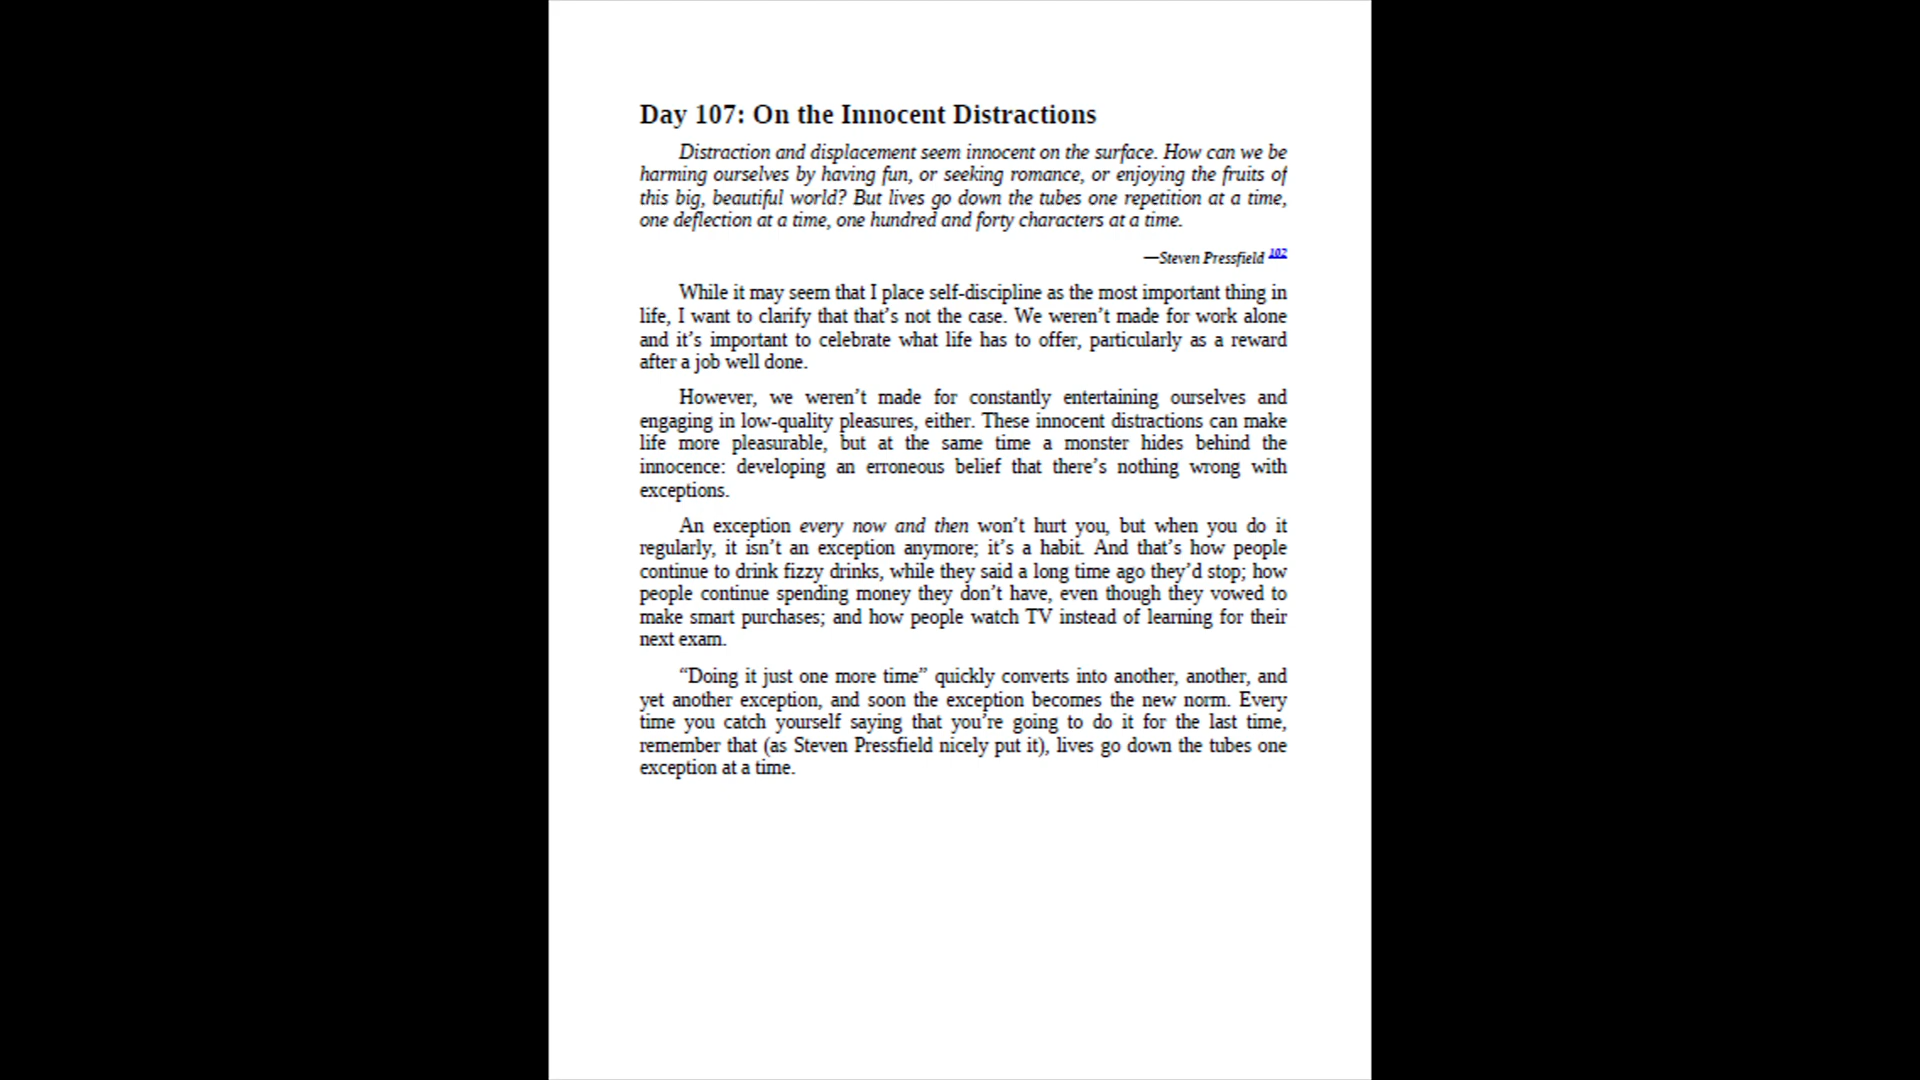 Day 107: On the Innocent Distractions
Distraction and displacement seem innocent on the surface. How can we be
harming ourselves by having fun, or seeking romance, or enjoying the fruits of
this big, beautiful world? But lives go down the tubes one repetition at a time,
one deflection at a time, one hundred and forty characters at a time.
—Steven Pressfield 102
While it may seem that I place self-discipline as the most important thing in
life, I want to clarify that that’s not the case. We weren’t made for work alone
and it’s important to celebrate what life has to offer, particularly as a reward
after a job well done.
However, we weren’t made for constantly entertaining ourselves and
engaging in low-quality pleasures, either. These innocent distractions can make
life more pleasurable, but at the same time a monster hides behind the
innocence: developing an erroneous belief that there’s nothing wrong with
exceptions.
An exception every now and then won’t hurt you, but when you do it
regularly, it isn’t an exception anymore; it’s a habit. And that’s how people
continue to drink fizzy drinks, while they said a long time ago they’d stop; how
people continue spending money they don’t have, even though they vowed to
make smart purchases; and how people watch TV instead of learning for their
next exam.
“Doing it just one more time” quickly converts into another, another, and
yet another exception, and soon the exception becomes the new norm. Every
time you catch yourself saying that you’re going to do it for the last time,
remember that (as Steven Pressfield nicely put it), lives go down the tubes one
exception at a time.